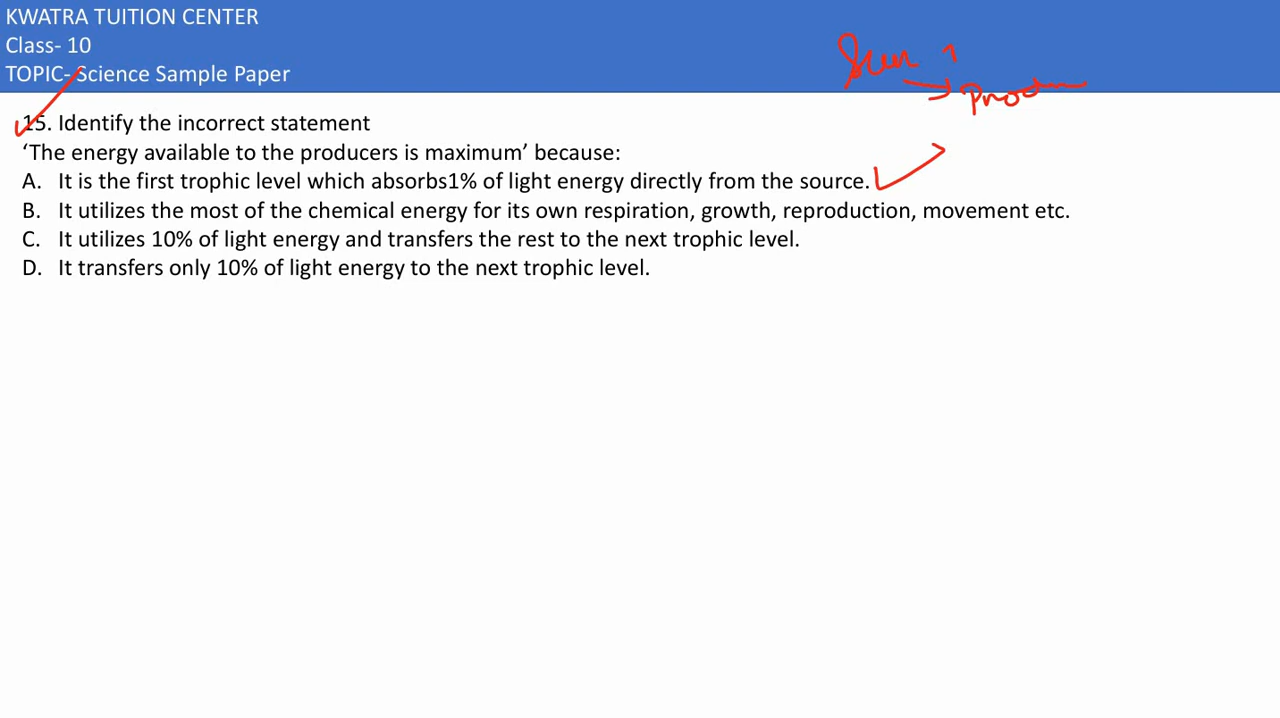 KWATRA TUITION CENTER
Class- 10
TOPIC- Science Sample Paper
Sun
Produ
15. Identify the incorrect statement
‘The energy available to the producers is maximum’ because:
A. It is the first trophic level which absorbs1% of light energy directly from the source.
B. It utilizes the most of the chemical energy for its own respiration, growth, reproduction, movement etc.
C. It utilizes 10% of light energy and transfers the rest to the next trophic level.
D. It transfers only 10% of light energy to the next trophic level.